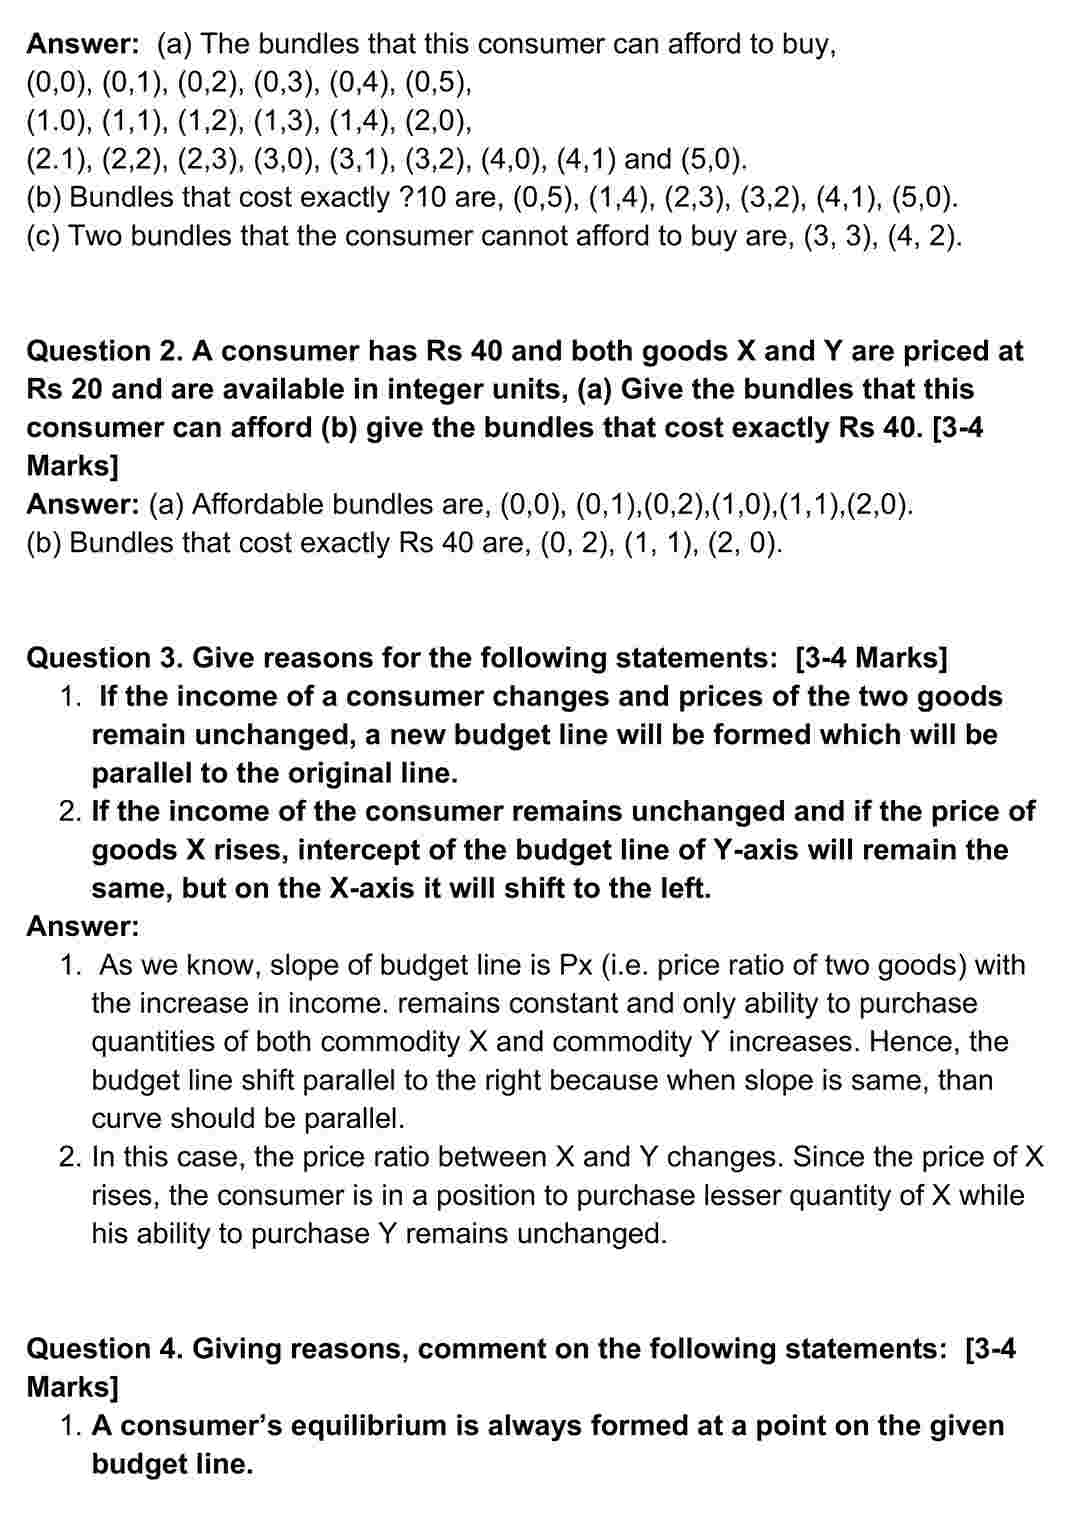 Answer:  (a) The bundles that this consumer can afford to buy,
(0,0), (0,1), (0,2), (0,3), (0,4), (0,5),
(1.0), (1,1), (1,2), (1,3), (1,4), (2,0),
(2.1), (2,2), (2,3), (3,0), (3,1), (3,2), (4,0), (4,1) and (5,0).
(b) Bundles that cost exactly ?10 are, (0,5), (1,4), (2,3), (3,2), (4,1), (5,0).
(c) Two bundles that the consumer cannot afford to buy are, (3, 3), (4, 2).
Question 2. A consumer has Rs 40 and both goods X and Y are priced at
Rs 20 and are available in integer units, (a) Give the bundles that this
consumer can afford (b) give the bundles that cost exactly Rs 40. [3-4
Marks]
Answer: (a) Affordable bundles are, (0,0), (0,1),(0,2),(1,0),(1,1),(2,0).
(b) Bundles that cost exactly Rs 40 are, (0, 2), (1, 1), (2, 0).
Question 3. Give reasons for the following statements:  [3-4 Marks]
1.  If the income of a consumer changes and prices of the two goods
remain unchanged, a new budget line will be formed which will be
parallel to the original line.
2. If the income of the consumer remains unchanged and if the price of
goods X rises, intercept of the budget line of Y-axis will remain the
same, but on the X-axis it will shift to the left.
Answer:
1.  As we know, slope of budget line is Px (i.e. price ratio of two goods) with
the increase in income. remains constant and only ability to purchase
quantities of both commodity X and commodity Y increases. Hence, the
budget line shift parallel to the right because when slope is same, than
curve should be parallel.
2. In this case, the price ratio between X and Y changes. Since the price of X
rises, the consumer is in a position to purchase lesser quantity of X while
his ability to purchase Y remains unchanged.
Question 4. Giving reasons, comment on the following statements:  [3-4
Marks]
1. A consumer’s equilibrium is always formed at a point on the given
budget line.